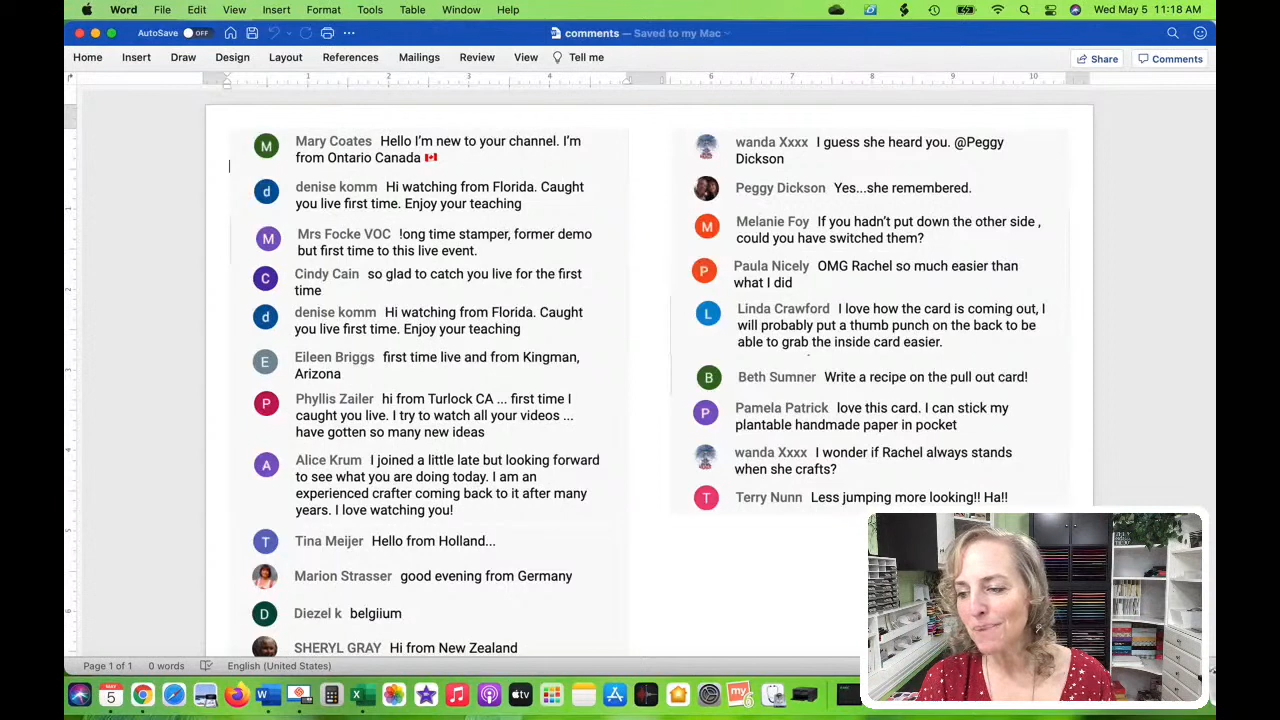 Word File Edit View Insert Format Tools Table Window Help
Wed May 5 11:18 AM
AutoSave OFF
comments — Saved to my Mac
Home Insert Draw Design Layout References Mailings Review View Tell me
Share Comments
1 2 3 4 6 7 8 9 10
M Mary Coates Hello I'm new to your channel. I'm
from Ontario Canada 🇨🇦
d denise komm Hi watching from Florida. Caught
you live first time. Enjoy your teaching
M Mrs Focke VOC !ong time stamper, former demo
but first time to this live event.
C Cindy Cain so glad to catch you live for the first
time
d denise komm Hi watching from Florida. Caught
you live first time. Enjoy your teaching
E Eileen Briggs first time live and from Kingman,
Arizona
P Phyllis Zailer hi from Turlock CA ... first time I
caught you live. I try to watch all your videos ...
have gotten so many new ideas
A Alice Krum I joined a little late but looking forward
to see what you are doing today. I am an
experienced crafter coming back to it after many
years. I love watching you!
T Tina Meijer Hello from Holland...
Marion Strasser good evening from Germany
D Diezel k belgiium
SHERYL GRAY Hi from New Zealand
wanda Xxxx I guess she heard you. @Peggy
Dickson
Peggy Dickson Yes...she remembered.
M Melanie Foy If you hadn't put down the other side ,
could you have switched them?
P Paula Nicely OMG Rachel so much easier than
what I did
L Linda Crawford I love how the card is coming out, I
will probably put a thumb punch on the back to be
able to grab the inside card easier.
B Beth Sumner Write a recipe on the pull out card!
P Pamela Patrick love this card. I can stick my
plantable handmade paper in pocket
wanda Xxxx I wonder if Rachel always stands
when she crafts?
T Terry Nunn Less jumping more looking!! Ha!!
Page 1 of 1 0 words English (United States)